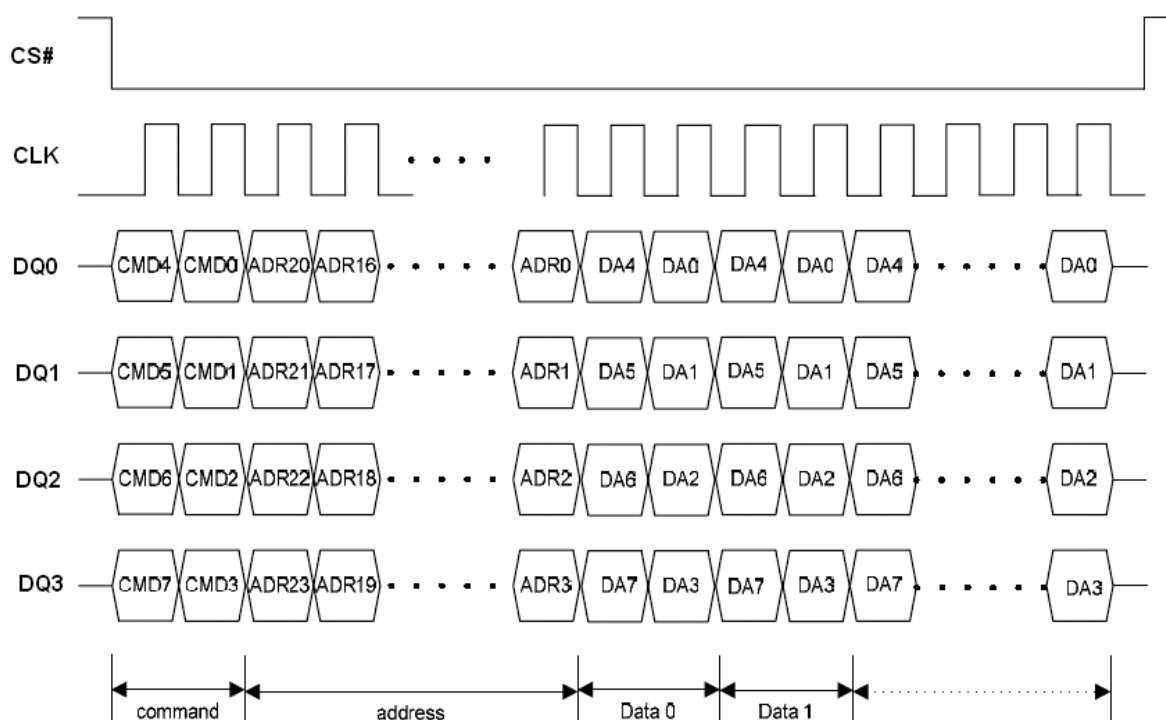 CS#
CLK
DQ0 CMD4 CMD0 ADR20 ADR16 ADR0 DA4 DA0 DA4 DA0 DA4 DA0
DQ1 CMD5 CMD1 ADR21 ADR17 ADR1 DA5 DA1 DA5 DA1 DA5 DA1
DQ2 CMD6 CMD2 ADR22 ADR18 ADR2 DA6 DA2 DA6 DA2 DA6 DA2
DQ3 CMD7 CMD3 ADR23 ADR19 ADR3 DA7 DA3 DA7 DA3 DA7 DA3
command address Data 0 Data 1